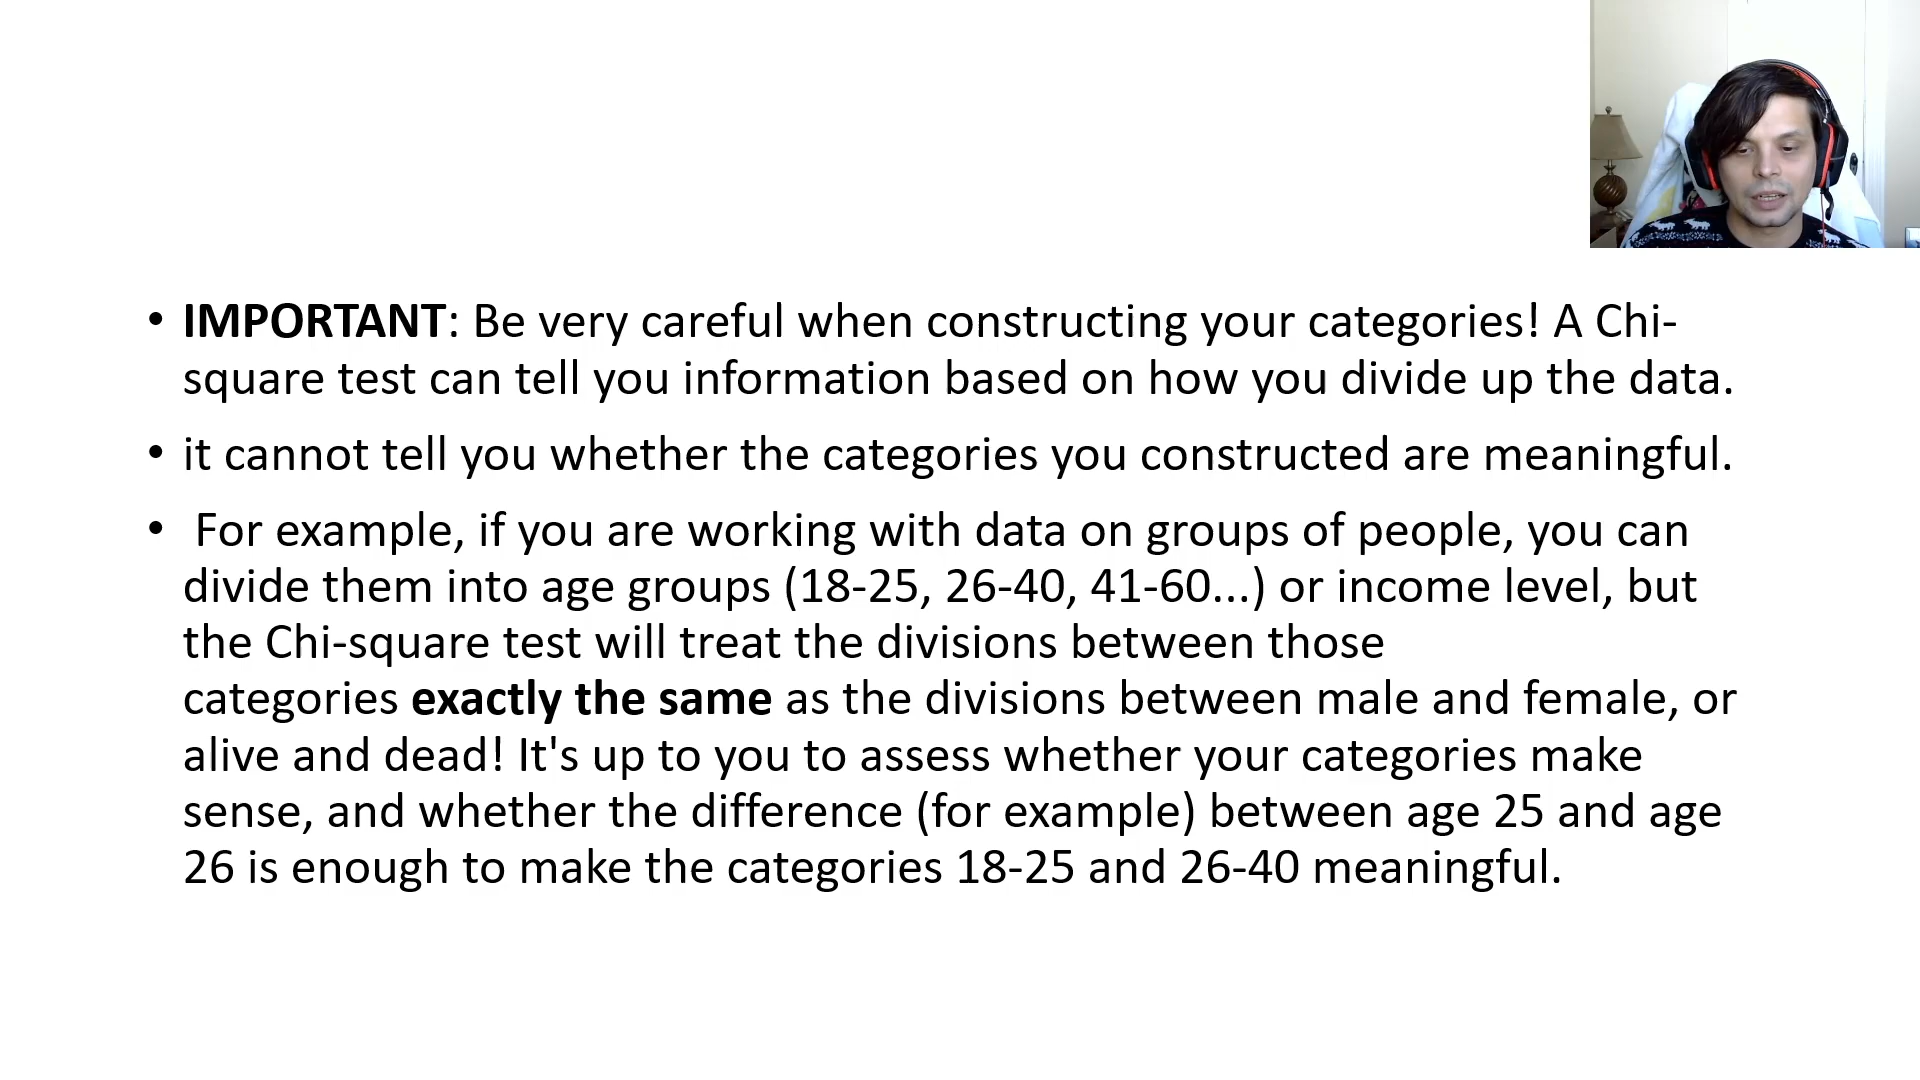 • IMPORTANT: Be very careful when constructing your categories! A Chi-
square test can tell you information based on how you divide up the data.
• it cannot tell you whether the categories you constructed are meaningful.
• For example, if you are working with data on groups of people, you can
divide them into age groups (18-25, 26-40, 41-60...) or income level, but
the Chi-square test will treat the divisions between those
categories exactly the same as the divisions between male and female, or
alive and dead! It's up to you to assess whether your categories make
sense, and whether the difference (for example) between age 25 and age
26 is enough to make the categories 18-25 and 26-40 meaningful.